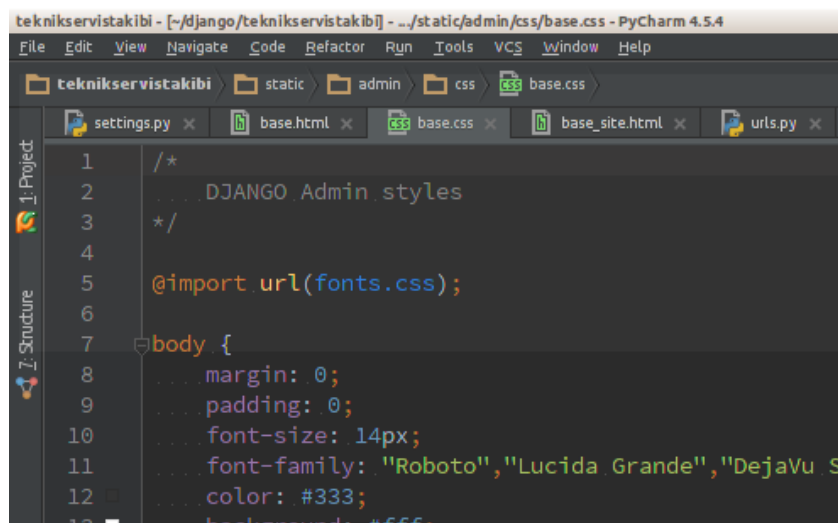 teknikservistakibi - [~/django/teknikservistakibi] - .../static/admin/css/base.css - PyCharm 4.5.4
File Edit View Navigate Code Refactor Run Tools VCS Window Help
teknikservistakibi static admin css base.css
settings.py base.html base.css base_site.html urls.py
1: Project
7: Structure
1 /*
2 DJANGO Admin styles
3 */
4
5 @import url(fonts.css);
6
7 body {
8 margin: 0;
9 padding: 0;
10 font-size: 14px;
11 font-family: "Roboto","Lucida Grande","DejaVu S
12 color: #333;
13 background: #fff;